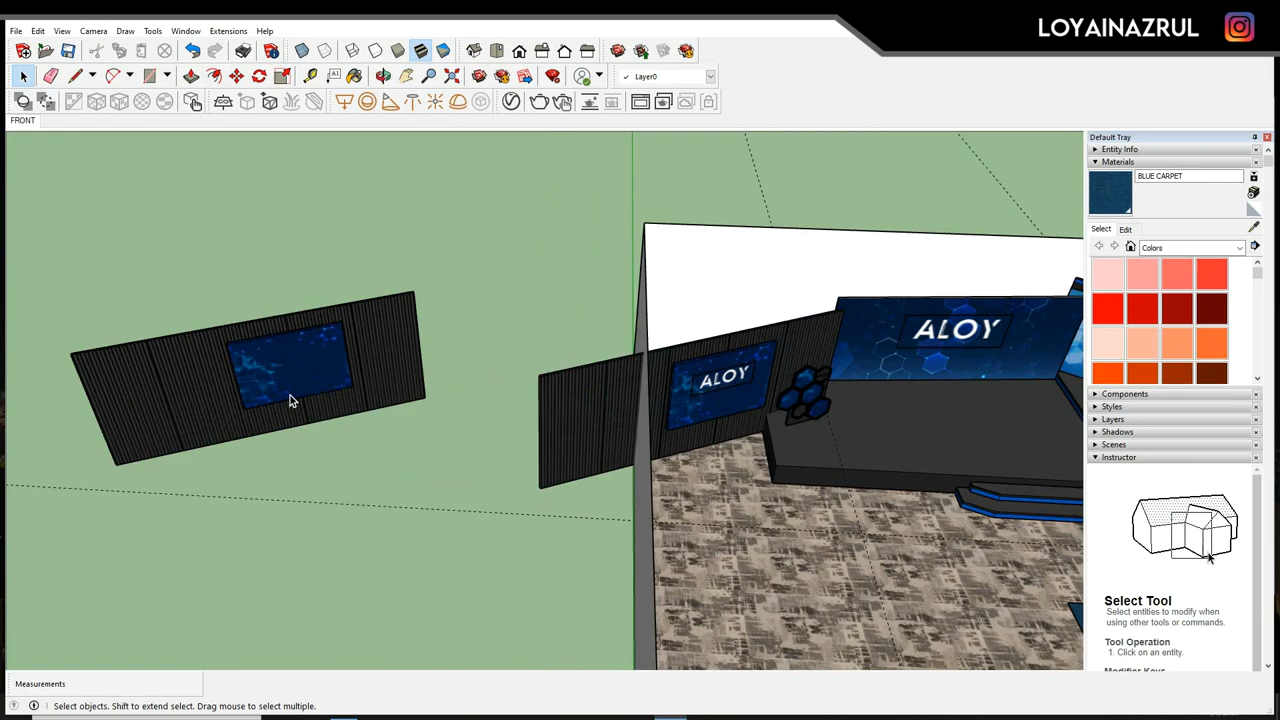 LOYAINAZRUL
File Edit View Camera Draw Tools Window Extensions Help
Layer0
FRONT
Default Tray
Entity Info
Materials
BLUE CARPET
Select Edit
Colors
ALOY
ALOY
Components
Styles
Layers
Shadows
Scenes
Instructor
Select Tool
Select entities to modify when
using other tools or commands.
Tool Operation
1. Click on an entity.
Modifier Keys
Measurements
Select objects. Shift to extend select. Drag mouse to select multiple.